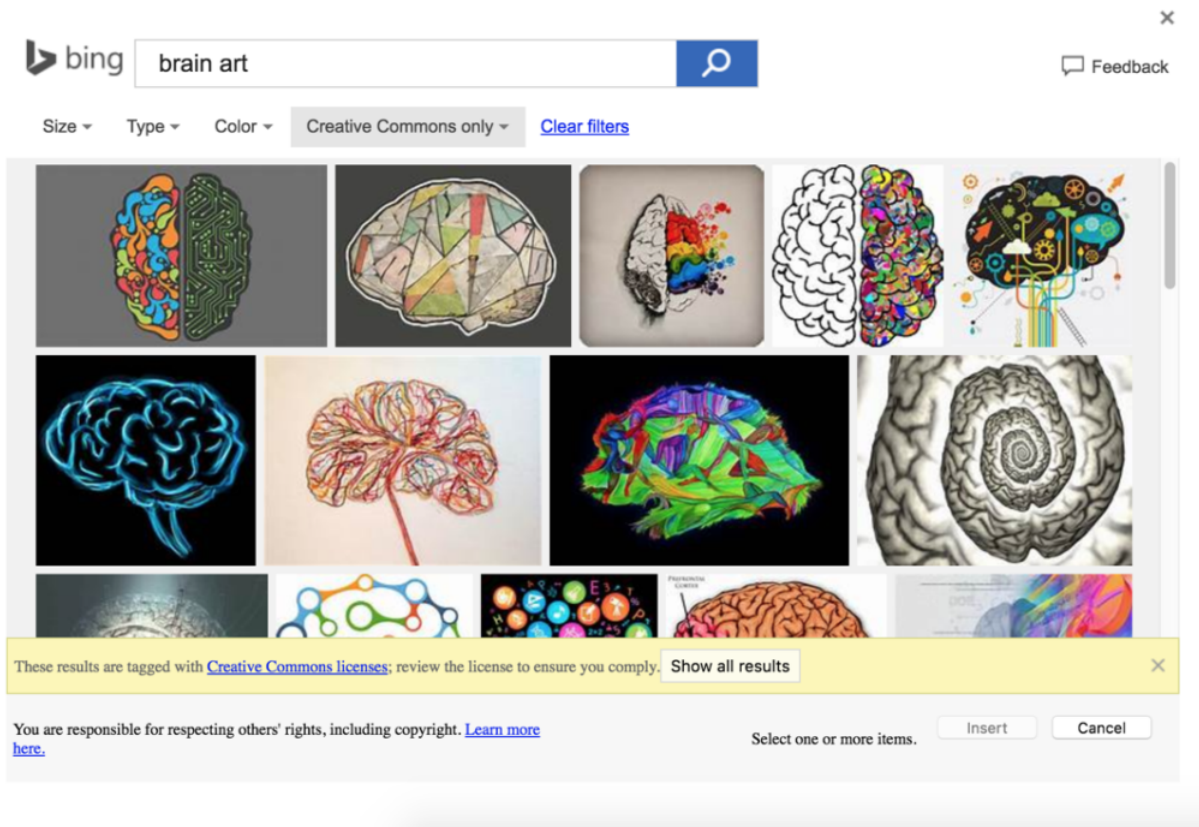 bing
brain art
Feedback
Size
Type
Color
Creative Commons only
Clear filters
PREFRONTAL
CORTEX
These results are tagged with Creative Commons licenses; review the license to ensure you comply.
Show all results
You are responsible for respecting others' rights, including copyright. Learn more
here.
Select one or more items.
Insert
Cancel